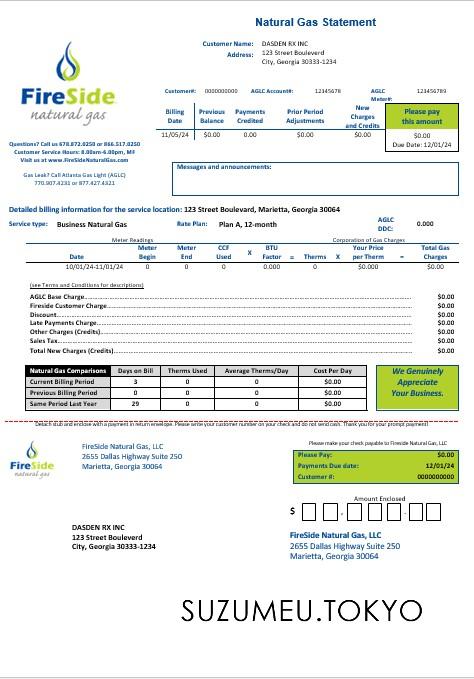 Natural Gas Statement
FireSide
natural gas
Customer Name: DASDEN RX INC
Address: 123 Street Bouleverd
City, Georgia 30333-1234
Customer#: 0000000000 AGLC Account#: 12345678 AGLC Meter#: 123456789
Billing Date Previous Balance Payments Credited Prior Period Adjustments New Charges and Credits Please pay this amount
11/05/24 $0.00 0.00 $0.00 $0.00 $0.00
Due Date: 12/01/24
Questions? Call us 678.872.0250 or 866.517.0250
Customer Service Hours: 8.00am-6.00pm, MF
Visit us at www.FireSideNaturalGas.com
Gas Leak? Call Atlanta Gas Light (AGLC)
770.907.4231 or 877.427.4321
Messages and announcements:
Detailed billing information for the service location: 123 Street Boulevard, Marietta, Georgia 30064
Service type: Business Natural Gas Rate Plan: Plan A, 12-month AGLC DDC: 0.000
Meter Readings Corporation of Gas Charges
Date Meter Begin Meter End CCF Used X BTU Factor = Therms X Your Price per Therm = Total Gas Charges
10/01/24-11/01/24 0 0 0 0.000 0 $0.000 $0.00
(see Terms and Conditions for descriptions)
AGLC Base Charge $0.00
Fireside Customer Charge $0.00
Discount $0.00
Late Payments Charge $0.00
Other Charges (Credits) $0.00
Sales Tax $0.00
Total New Charges (Credits) $0.00
Natural Gas Comparisons Days on Bill Therms Used Average Therms/Day Cost Per Day
Current Billing Period 3 0 0 $0.00
Previous Billing Period 0 0 0 $0.00
Same Period Last Year 29 0 0 $0.00
We Genuinely
Appreciate
Your Business.
Detach stub and enclose with a payment in return envelope. Please write your customer number on your check and do not send cash. Thank you for your prompt payment!
FireSide
natural gas
FireSide Natural Gas, LLC
2655 Dallas Highway Suite 250
Marietta, Georgia 30064
Please make your check payable to Fireside Natural Gas, LLC
Please Pay: $0.00
Payments Due date: 12/01/24
Customer #: 0000000000
Amount Enclosed
$ , .
DASDEN RX INC
123 Street Bouleverd
City, Georgia 30333-1234
FireSide Natural Gas, LLC
2655 Dallas Highway Suite 250
Marietta, Georgia 30064
SUZUMEU.TOKYO